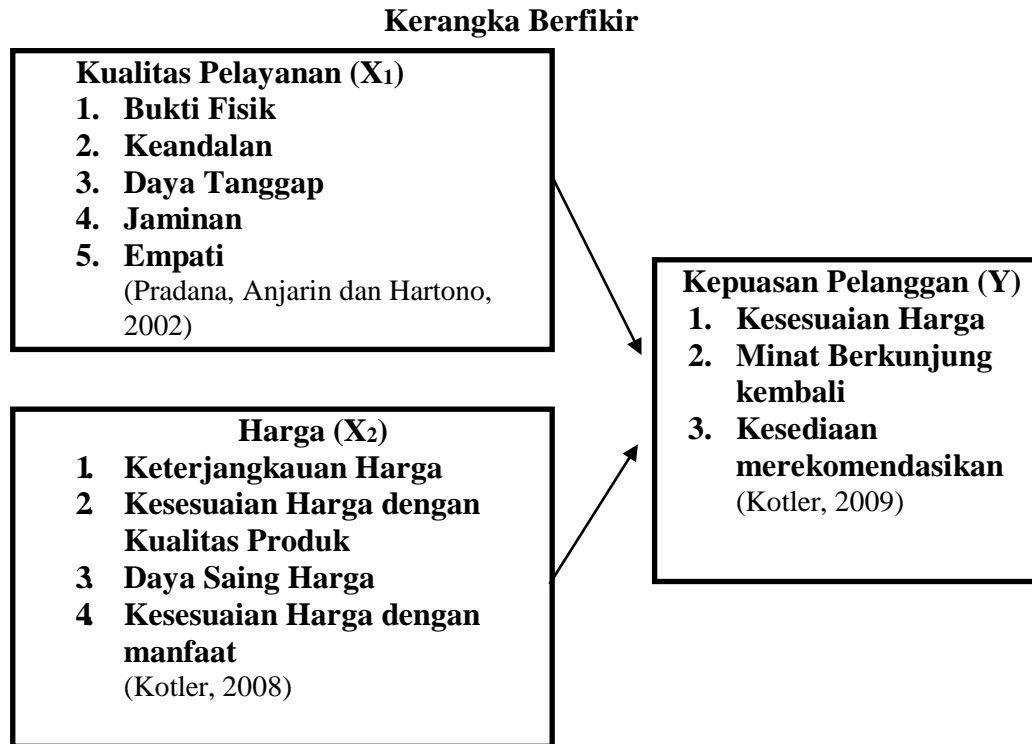 Kerangka Berfikir
Kualitas Pelayanan (X1)
1. Bukti Fisik
2. Keandalan
3. Daya Tanggap
4. Jaminan
5. Empati
(Pradana, Anjarin dan Hartono,
2002)
Harga (X2)
1. Keterjangkauan Harga
2. Kesesuaian Harga dengan
Kualitas Produk
3. Daya Saing Harga
4. Kesesuaian Harga dengan
manfaat
(Kotler, 2008)
Kepuasan Pelanggan (Y)
1. Kesesuaian Harga
2. Minat Berkunjung
kembali
3. Kesediaan
merekomendasikan
(Kotler, 2009)